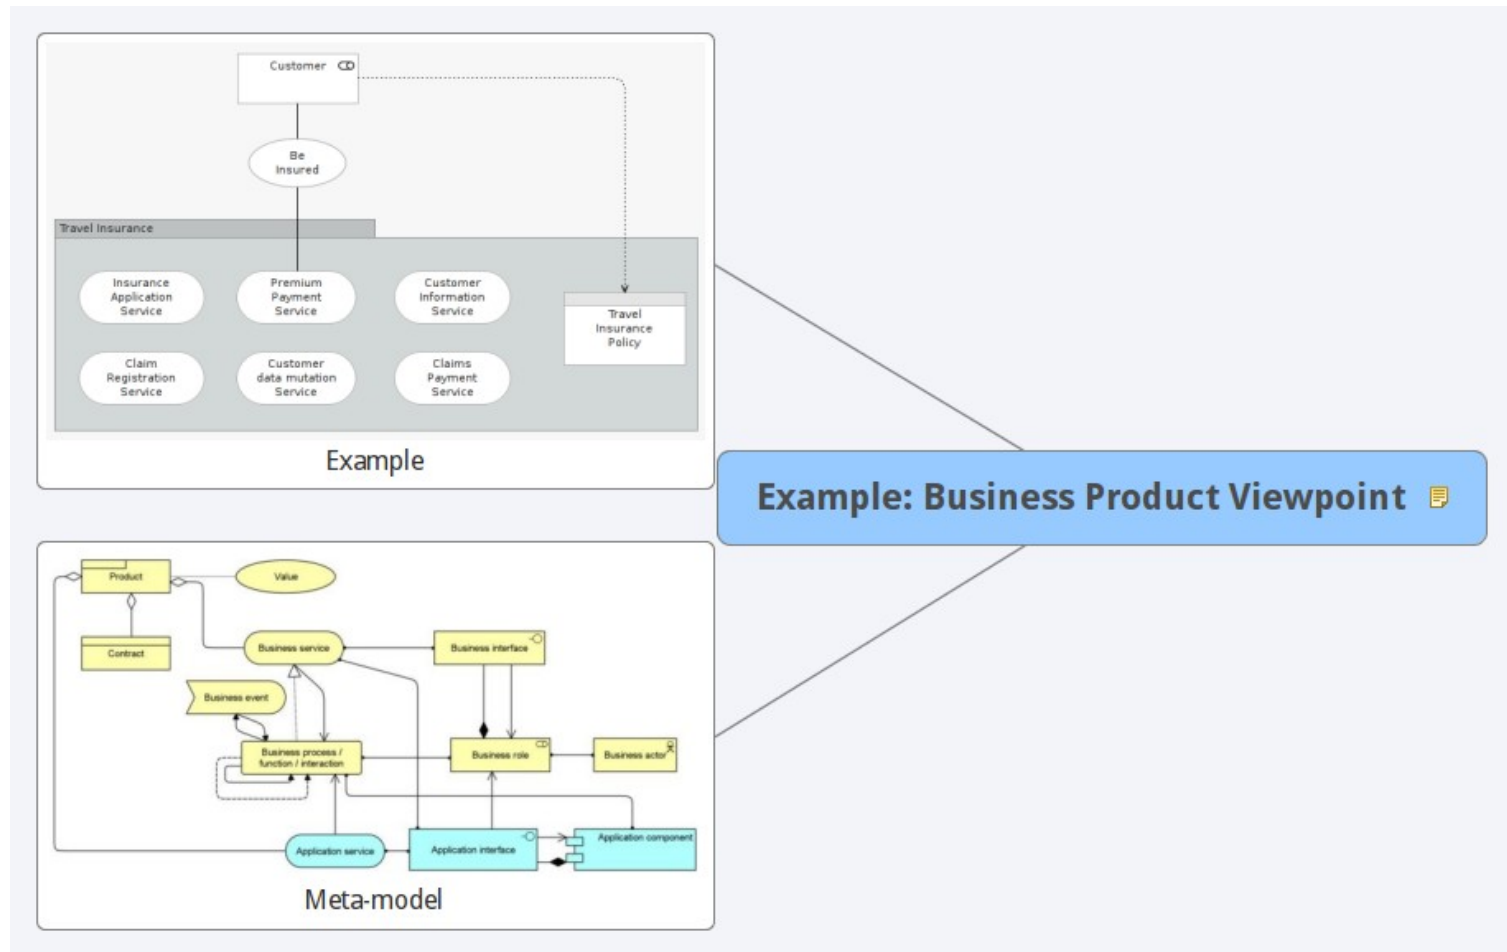 Customer
Be
Insured
Travel Insurance
Insurance
Application
Service
Premium
Payment
Service
Customer
Information
Service
Travel
Insurance
Policy
Claim
Registration
Service
Customer
data mutation
Service
Claims
Payment
Service
Example
Example: Business Product Viewpoint
Product
Value
Contract
Business service
Business interface
Business event
Business process /
function / interaction
Business role
Business actor
Application service
Application interface
Application component
Meta-model